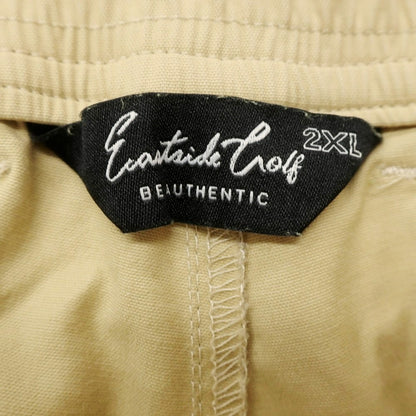 Eastside Golf 2XL
BEAUTHENTIC